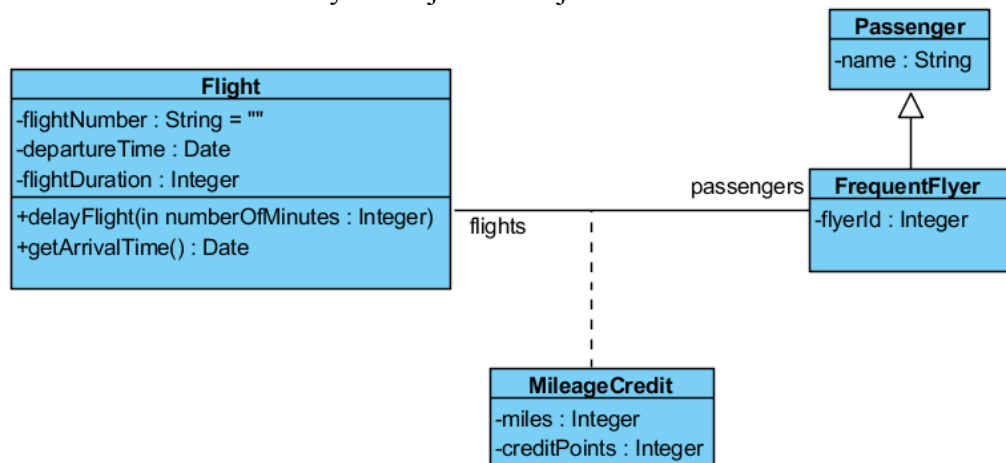 Passenger
-name : String
Flight
-flightNumber : String = ""
-departureTime : Date
-flightDuration : Integer
+delayFlight(in numberOfMinutes : Integer)
+getArrivalTime() : Date
flights
passengers
FrequentFlyer
-flyerId : Integer
MileageCredit
-miles : Integer
-creditPoints : Integer